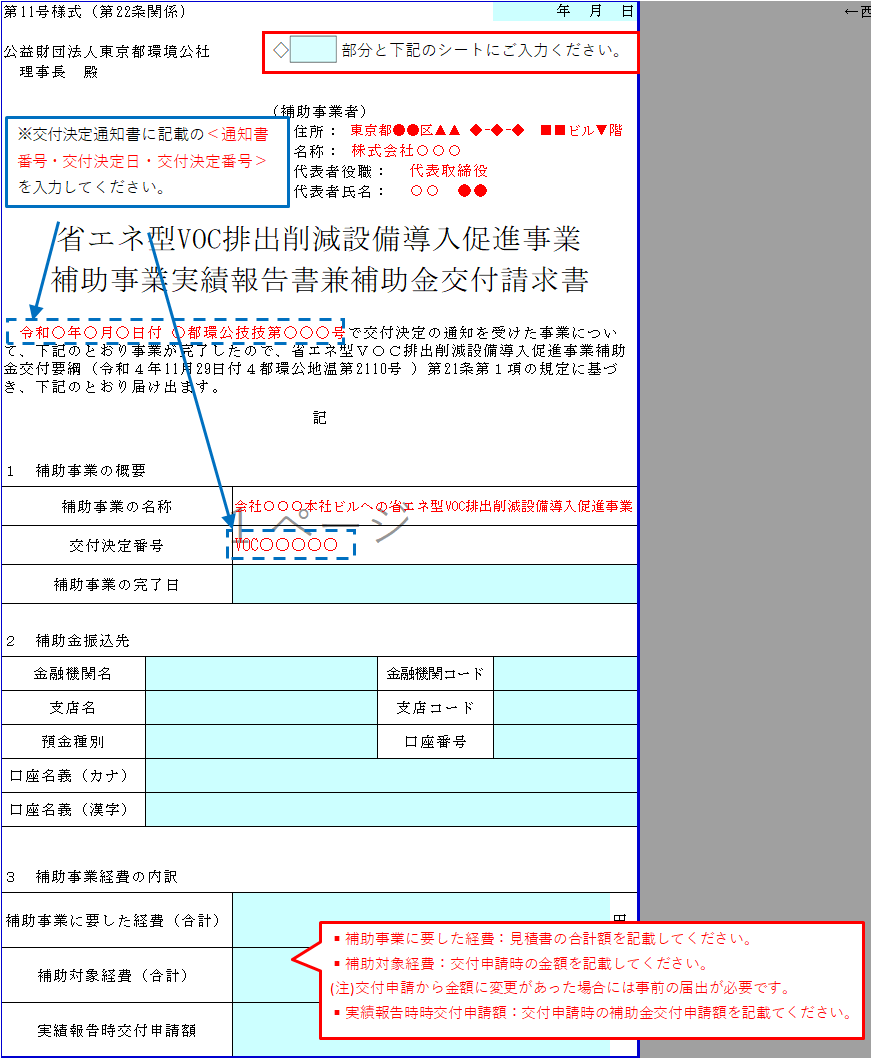 第11号様式（第22条関係）
年　月　日
←西
公益財団法人東京都環境公社
理事長　殿
◇　　部分と下記のシートにご入力ください。
（補助事業者）
住所：　東京都●●区▲▲　◆-◆-◆　■■ビル▼階
名称：　株式会社○○○
代表者役職：　代表取締役
代表者氏名：　○○　●●
※交付決定通知書に記載の＜通知書
番号・交付決定日・交付決定番号＞
を入力してください。
省エネ型VOC排出削減設備導入促進事業
補助事業実績報告書兼補助金交付請求書
令和○年○月○日付　○都環公技技第○○○号で交付決定の通知を受けた事業につい
て、下記のとおり事業が完了したので、省エネ型ＶＯＣ排出削減設備導入促進事業補助
金交付要綱（令和４年11月29日付４都環公地温第2110号 ）第21条第１項の規定に基づ
き、下記のとおり届け出ます。
記
1　補助事業の概要
補助事業の名称　会社○○○本社ビルへの省エネ型VOC排出削減設備導入促進事業
1 ページ
交付決定番号　VOC○○○○○
補助事業の完了日
2　補助金振込先
金融機関名　金融機関コード
支店名　支店コード
預金種別　口座番号
口座名義（カナ）
口座名義（漢字）
3　補助事業経費の内訳
補助事業に要した経費（合計）　円
補助対象経費（合計）
実績報告時交付申請額
▪補助事業に要した経費：見積書の合計額を記載してください。
▪補助対象経費：交付申請時の金額を記載してください。
(注)交付申請から金額に変更があった場合には事前の届出が必要です。
▪実績報告時時交付申請額：交付申請時の補助金交付申請額を記載てください。